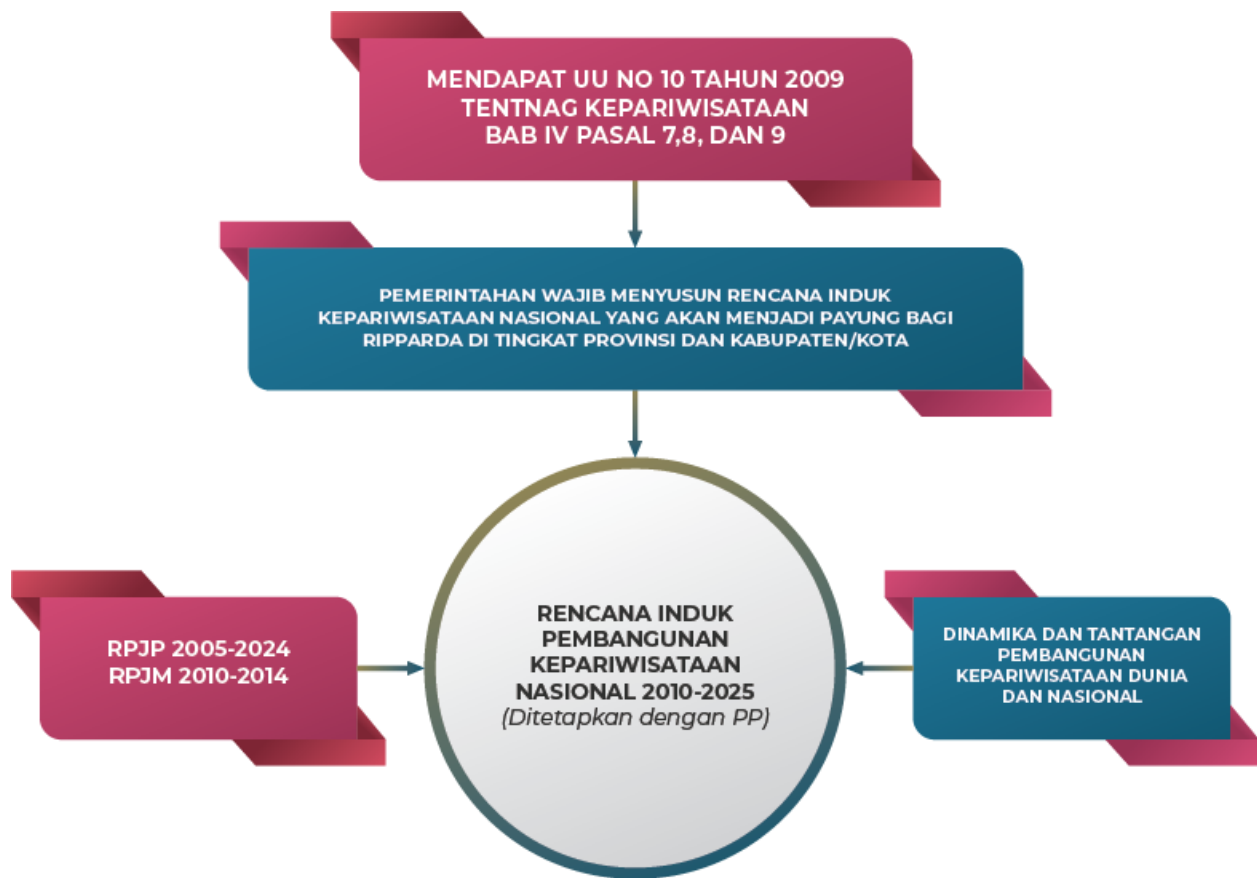 MENDAPAT UU NO 10 TAHUN 2009
TENTNAG KEPARIWISATAAN
BAB IV PASAL 7,8, DAN 9
PEMERINTAHAN WAJIB MENYUSUN RENCANA INDUK
KEPARIWISATAAN NASIONAL YANG AKAN MENJADI PAYUNG BAGI
RIPPARDA DI TINGKAT PROVINSI DAN KABUPATEN/KOTA
RPJP 2005-2024
RPJM 2010-2014
RENCANA INDUK
PEMBANGUNAN
KEPARIWISATAAN
NASIONAL 2010-2025
(Ditetapkan dengan PP)
DINAMIKA DAN TANTANGAN
PEMBANGUNAN
KEPARIWISATAAN DUNIA
DAN NASIONAL